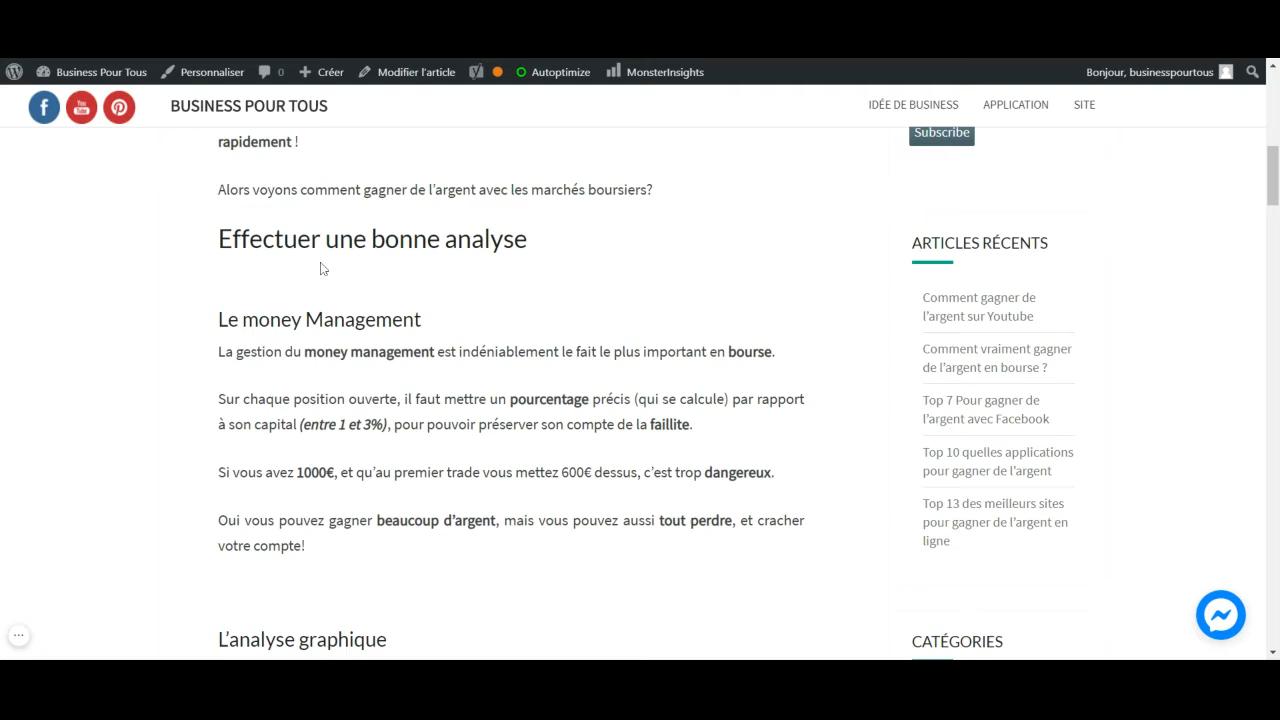 Business Pour Tous
Personnaliser
0
Créer
Modifier l'article
Autoptimize
MonsterInsights
Bonjour, businesspourtous
f
You
Tube
BUSINESS POUR TOUS
IDÉE DE BUSINESS
APPLICATION
SITE
rapidement !
Alors voyons comment gagner de l’argent avec les marchés boursiers?
Effectuer une bonne analyse
Le money Management
La gestion du money management est indéniablement le fait le plus important en bourse.
Sur chaque position ouverte, il faut mettre un pourcentage précis (qui se calcule) par rapport
à son capital (entre 1 et 3%), pour pouvoir préserver son compte de la faillite.
Si vous avez 1000€, et qu’au premier trade vous mettez 600€ dessus, c’est trop dangereux.
Oui vous pouvez gagner beaucoup d’argent, mais vous pouvez aussi tout perdre, et cracher
votre compte!
L’analyse graphique
Subscribe
ARTICLES RÉCENTS
Comment gagner de
l’argent sur Youtube
Comment vraiment gagner
de l’argent en bourse ?
Top 7 Pour gagner de
l’argent avec Facebook
Top 10 quelles applications
pour gagner de l’argent
Top 13 des meilleurs sites
pour gagner de l’argent en
ligne
CATÉGORIES